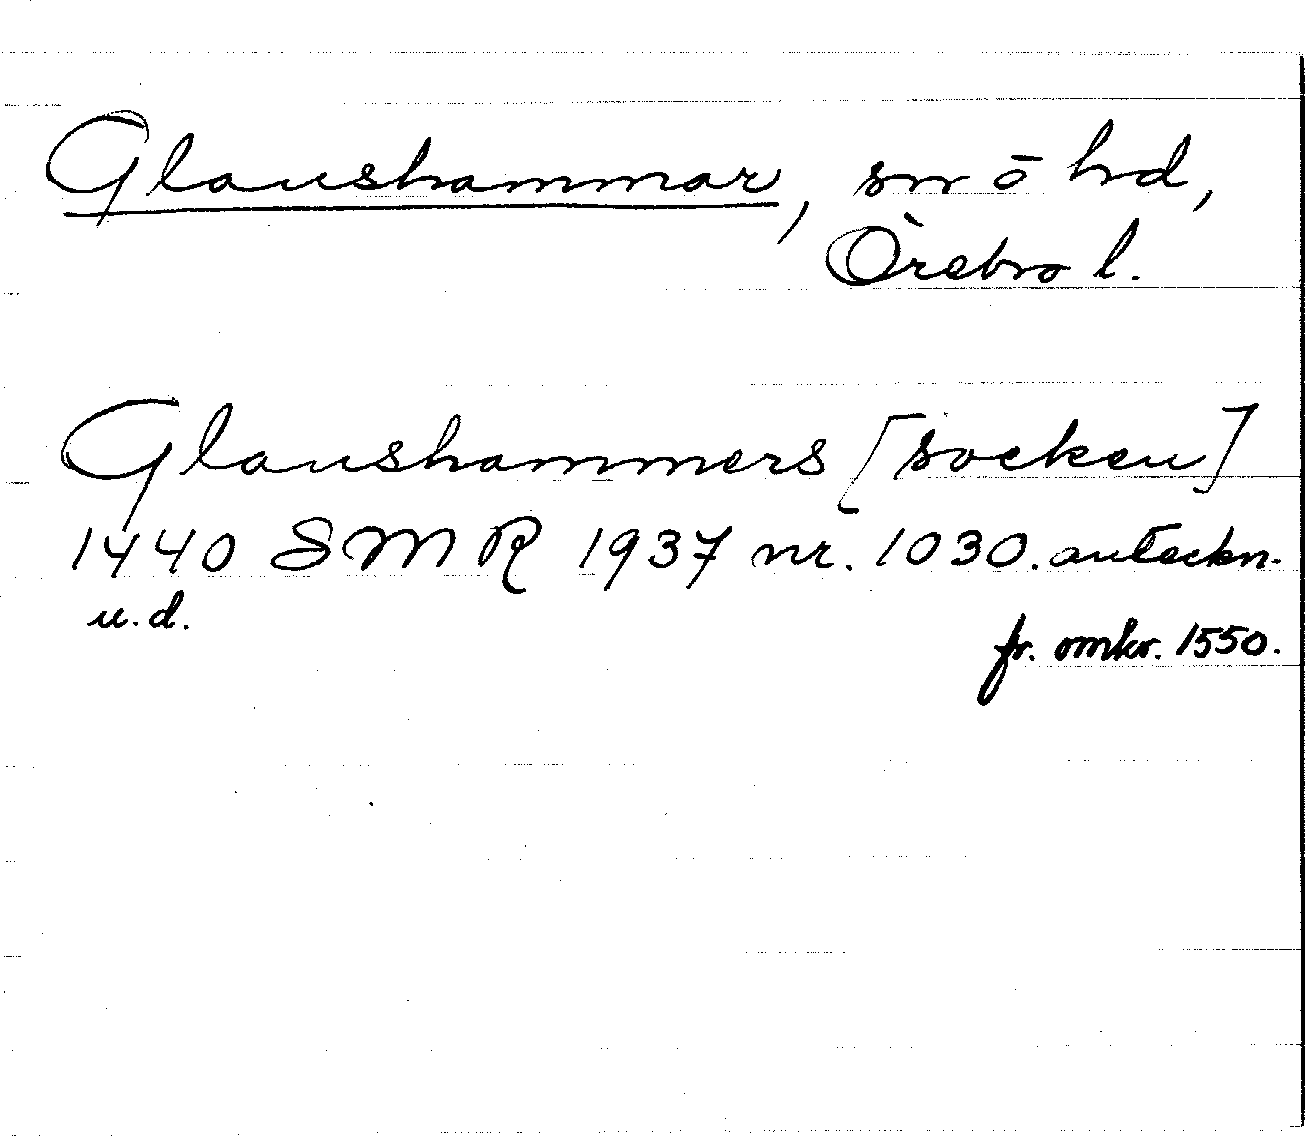 Glanshammar, sn ō hd,
Örebro l.
Glanshammers [socken]
1440 SMR 1937 nr. 1030. anteckn.
u.d.
fr. omkr. 1550.